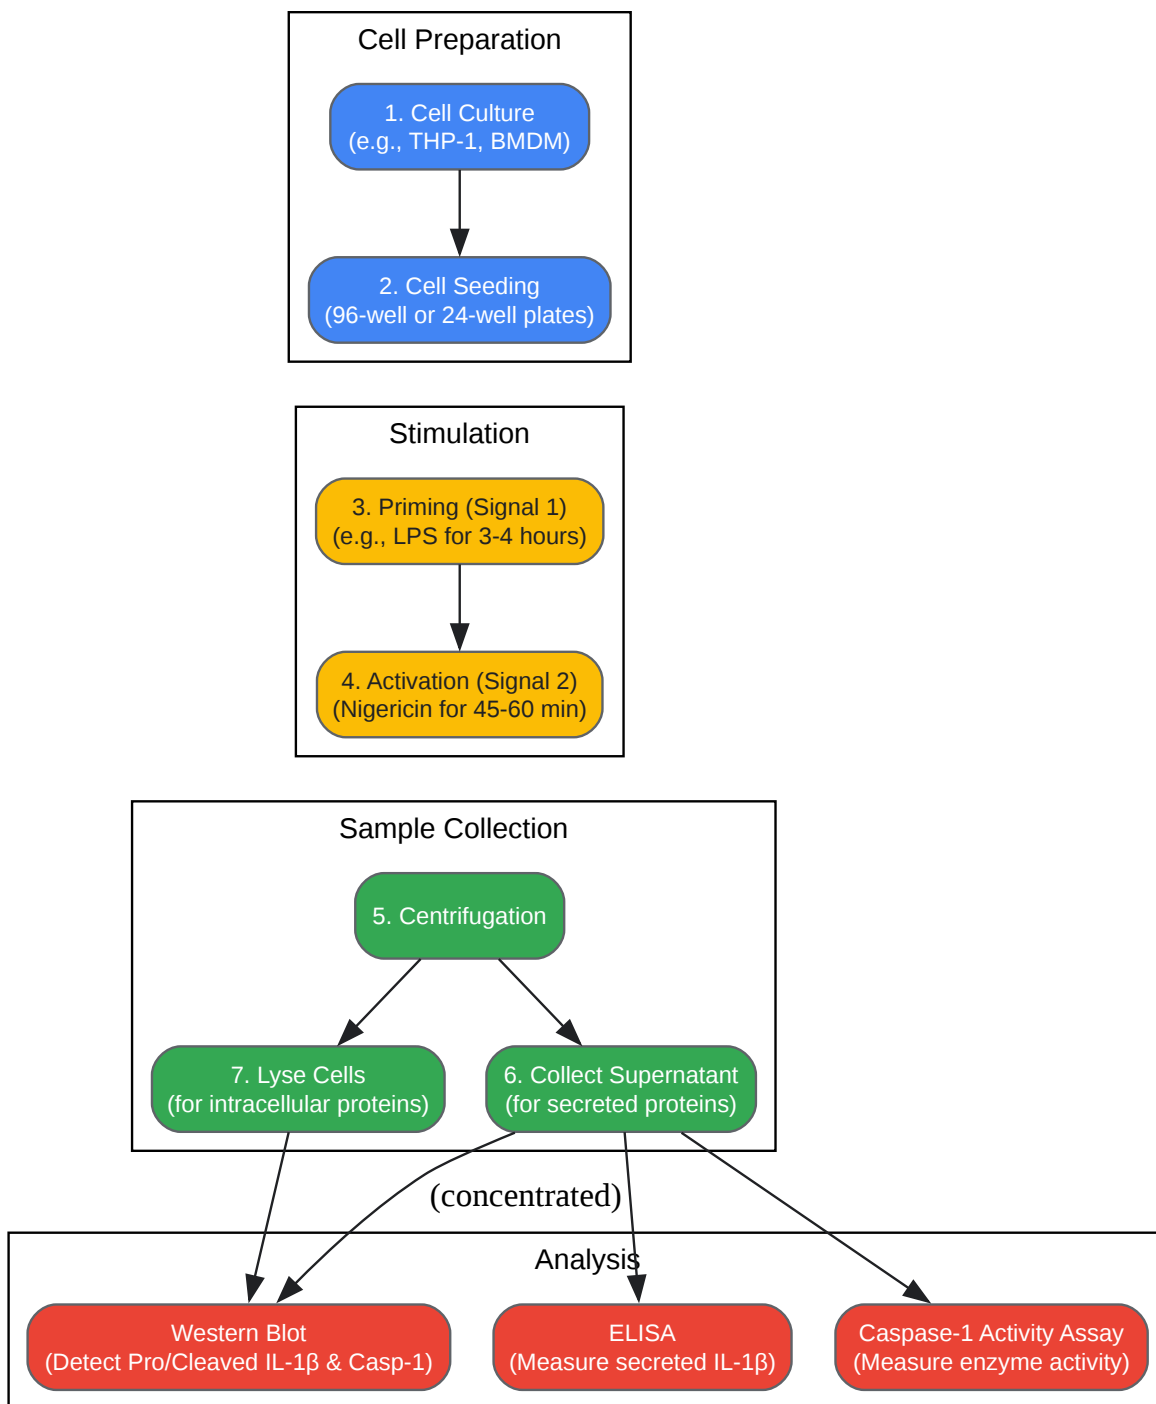 Cell Preparation
1. Cell Culture
(e.g., THP-1, BMDM)
2. Cell Seeding
(96-well or 24-well plates)
Stimulation
3. Priming (Signal 1)
(e.g., LPS for 3-4 hours)
4. Activation (Signal 2)
(Nigericin for 45-60 min)
Sample Collection
5. Centrifugation
7. Lyse Cells
(for intracellular proteins)
6. Collect Supernatant
(for secreted proteins)
(concentrated)
Analysis
Western Blot
(Detect Pro/Cleaved IL-1β & Casp-1)
ELISA
(Measure secreted IL-1β)
Caspase-1 Activity Assay
(Measure enzyme activity)